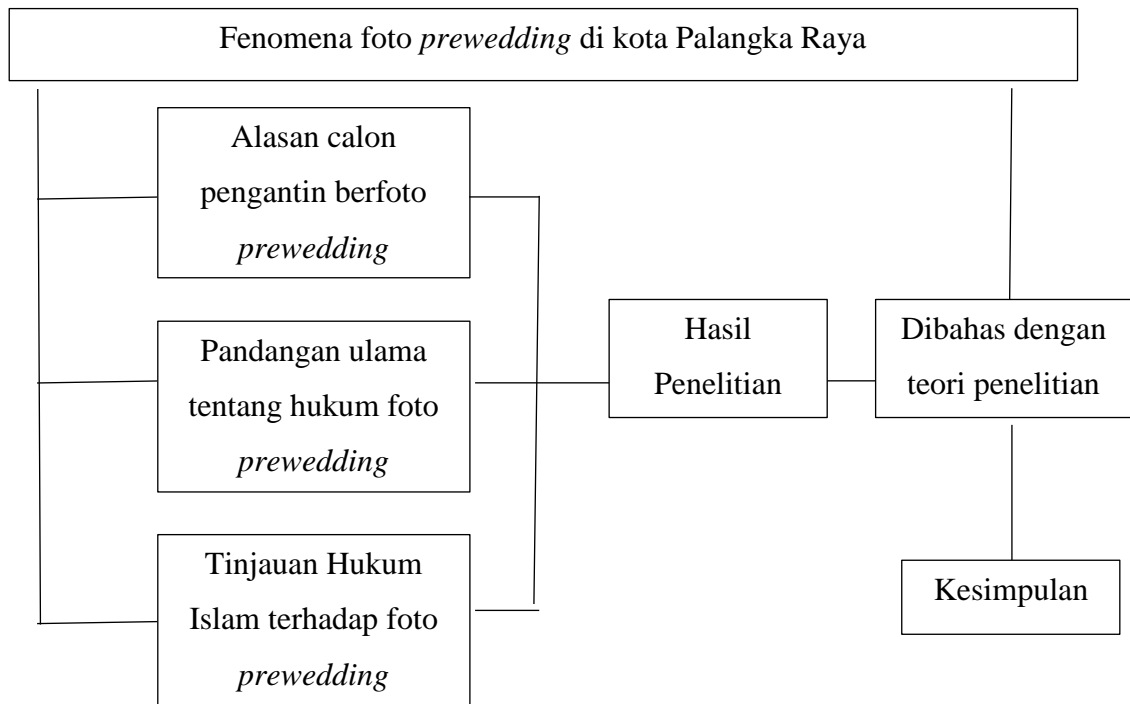 Fenomena foto prewedding di kota Palangka Raya
Alasan calon
pengantin berfoto
prewedding
Pandangan ulama
tentang hukum foto
prewedding
Tinjauan Hukum
Islam terhadap foto
prewedding
Hasil
Penelitian
Dibahas dengan
teori penelitian
Kesimpulan